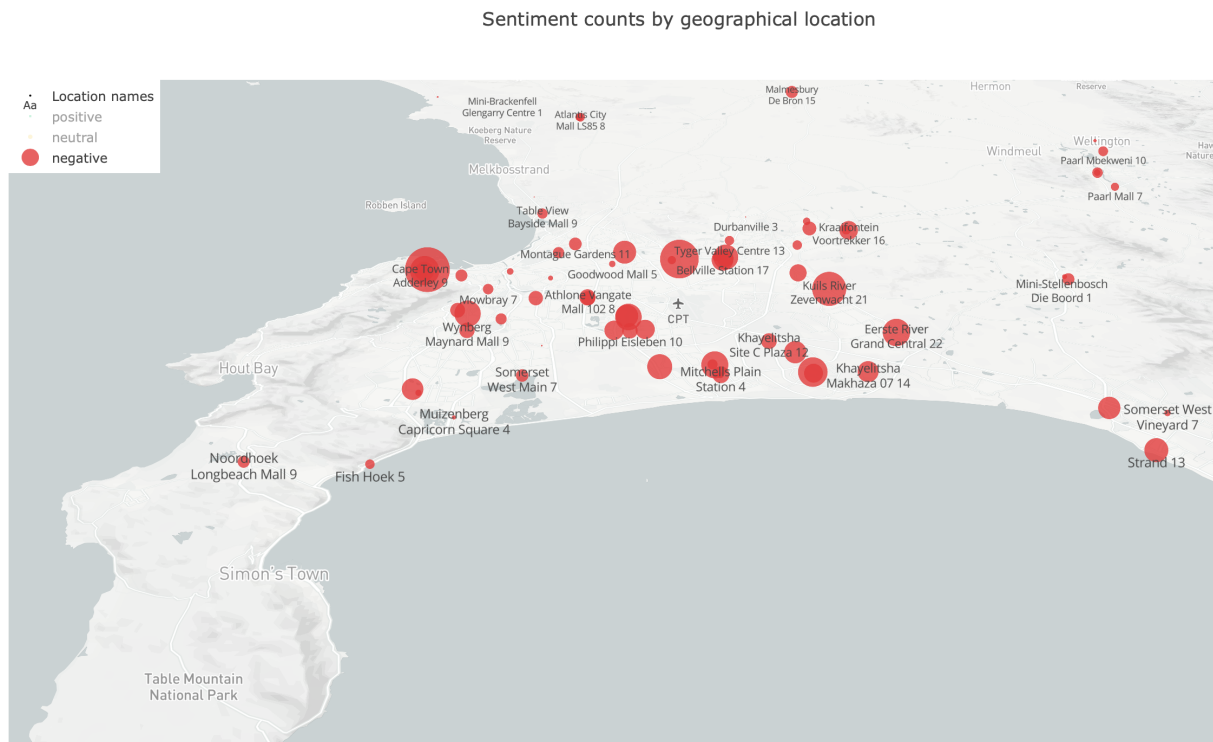 Sentiment counts by geographical location
Aa
Location names
positive
neutral
negative
Mini-Brackenfell
Glengarry Centre 1
Atlantis City
Mall LS85 8
Malmesbury
De Bron 15
Hermon
Reserve
Koeberg Nature
Reserve
Melkbosstrand
Windmeul
Wellington
Haw
Nature
Paarl Mbekweni 10
Paarl Mall 7
Robben Island
Table View
Bayside Mall 9
Durbanville 3
Kraaifontein
Voortrekker 16
Montague Gardens 11
Tyger Valley Centre 13
Cape Town
Adderley 9
Goodwood Mall 5
Bellville Station 17
Mowbray 7
Athlone Vangate
Mall 102 8
CPT
Kuils River
Zevenwacht 21
Mini-Stellenbosch
Die Boord 1
Wynberg
Maynard Mall 9
Philippi Eisleben 10
Khayelitsha
Site C Plaza 12
Eerste River
Grand Central 22
Hout Bay
Somerset
West Main 7
Mitchells Plain
Station 4
Khayelitsha
Makhaza 07 14
Muizenberg
Capricorn Square 4
Somerset West
Vineyard 7
Noordhoek
Longbeach Mall 9
Fish Hoek 5
Strand 13
Simon's Town
Table Mountain
National Park